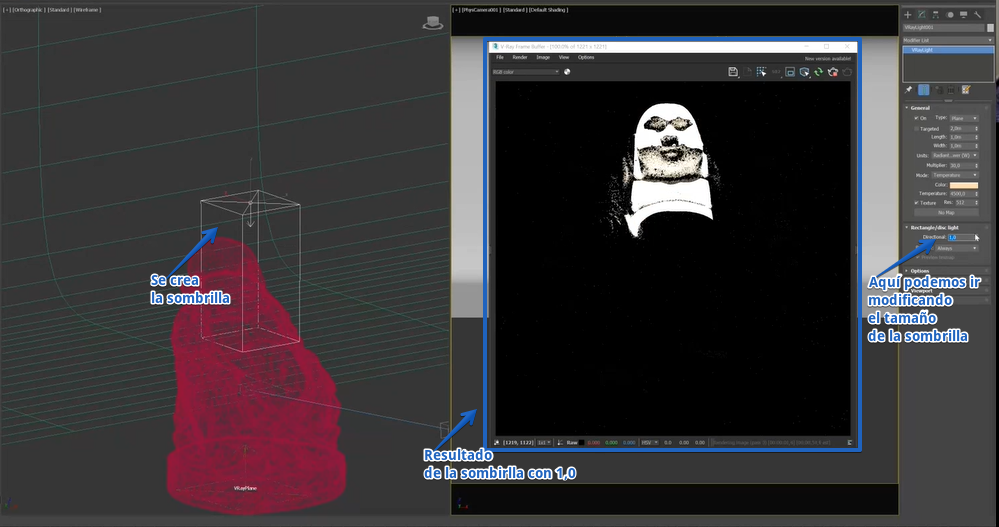 [ + ] [Orthographic ] [Standard ] [Wireframe ]
[ + ] [PhysCamera001 ] [Standard ] [Default Shading ]
V-Ray Frame Buffer - [100.0% of 1221 x 1221]
File Render Image View Options
New version available!
RGB color
VRayLight001
Modifier List
VRayLight
General
On Type: Plane
Targeted 2,0m
Length: 1,0m
Width: 1,0m
Units: Radiant...wer (W)
Multiplier: 30,0
Mode: Temperature
Color:
Temperature: 4500,0
Texture Res: 512
No Map
Rectangle/disc light
Directional: 1,0
Always
Preview frustum
Options
Viewport
Se crea
la sombrilla
Aquí podemos ir
modificando
el tamaño
de la sombrilla
Resultado
de la sombirlla con 1,0
[1219, 1122] 1x1 Raw 0.000 0.000 0.000 HSV 0.0 0.00 0.00
VRayPlane